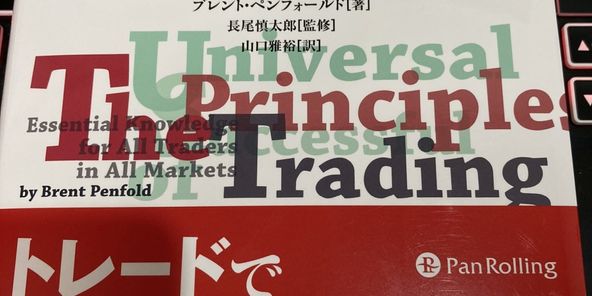 ブレント・ペンフォールド[著]
長尾慎太郎[監修]
山口雅裕[訳]
The Universal
Principles
of Successful
Trading
Essential Knowledge
for All Traders
in All Markets
by Brent Penfold
トレードで
PanRolling